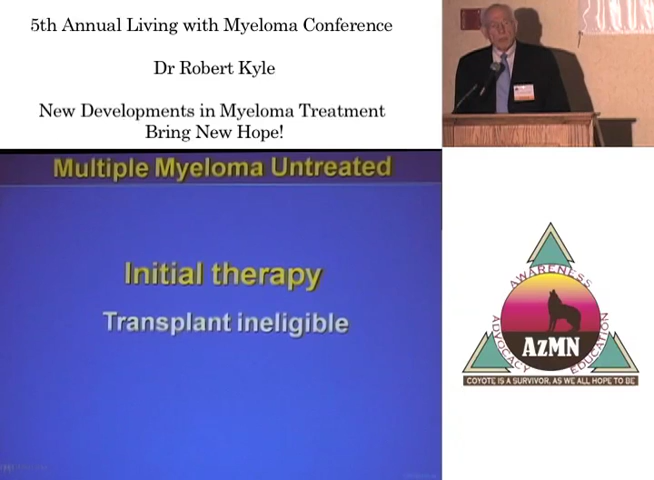 5th Annual Living with Myeloma Conference
Dr Robert Kyle
New Developments in Myeloma Treatment
Bring New Hope!
Multiple Myeloma Untreated
Initial therapy
Transplant ineligible
AWARENESS
ADVOCACY
EDUCATION
AzMN
COYOTE IS A SURVIVOR, AS WE ALL HOPE TO BE